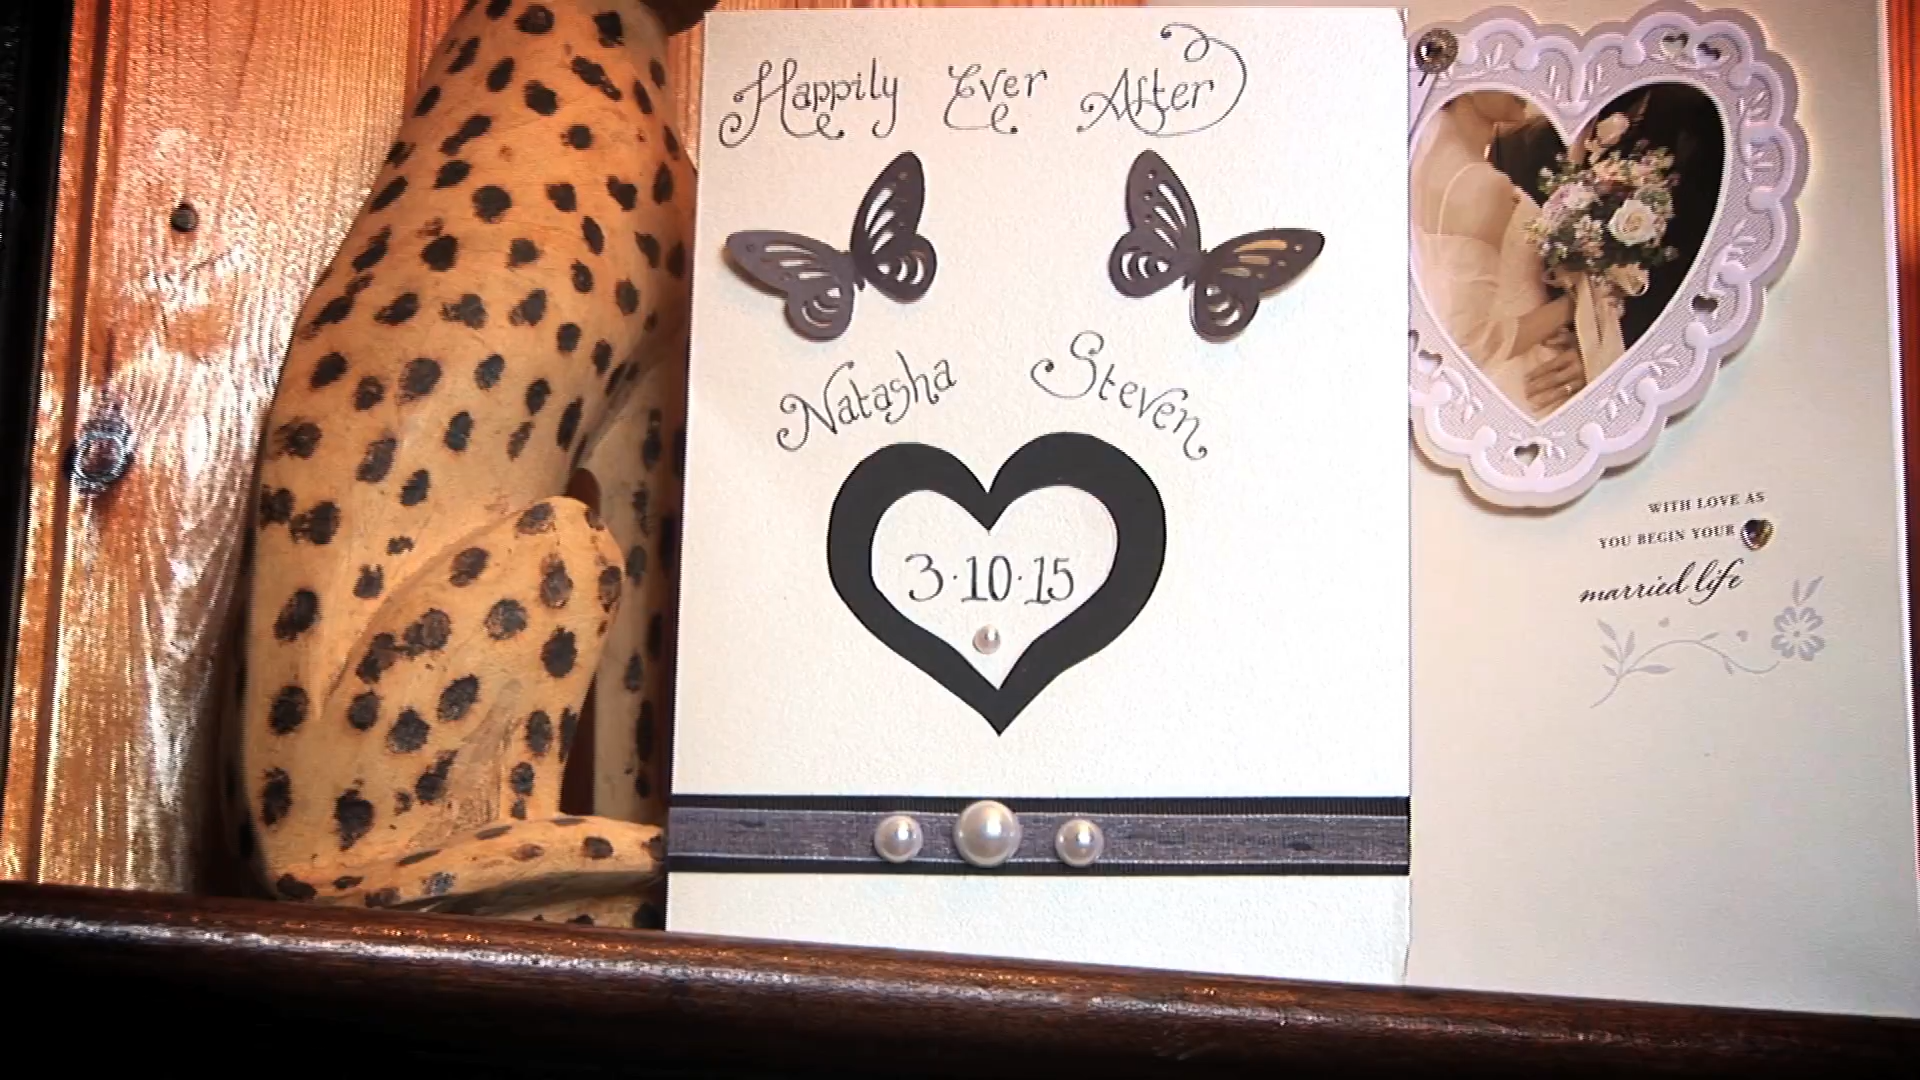 Happily Ever After
Natasha Steven
3·10·15
WITH LOVE AS
YOU BEGIN YOUR
married life